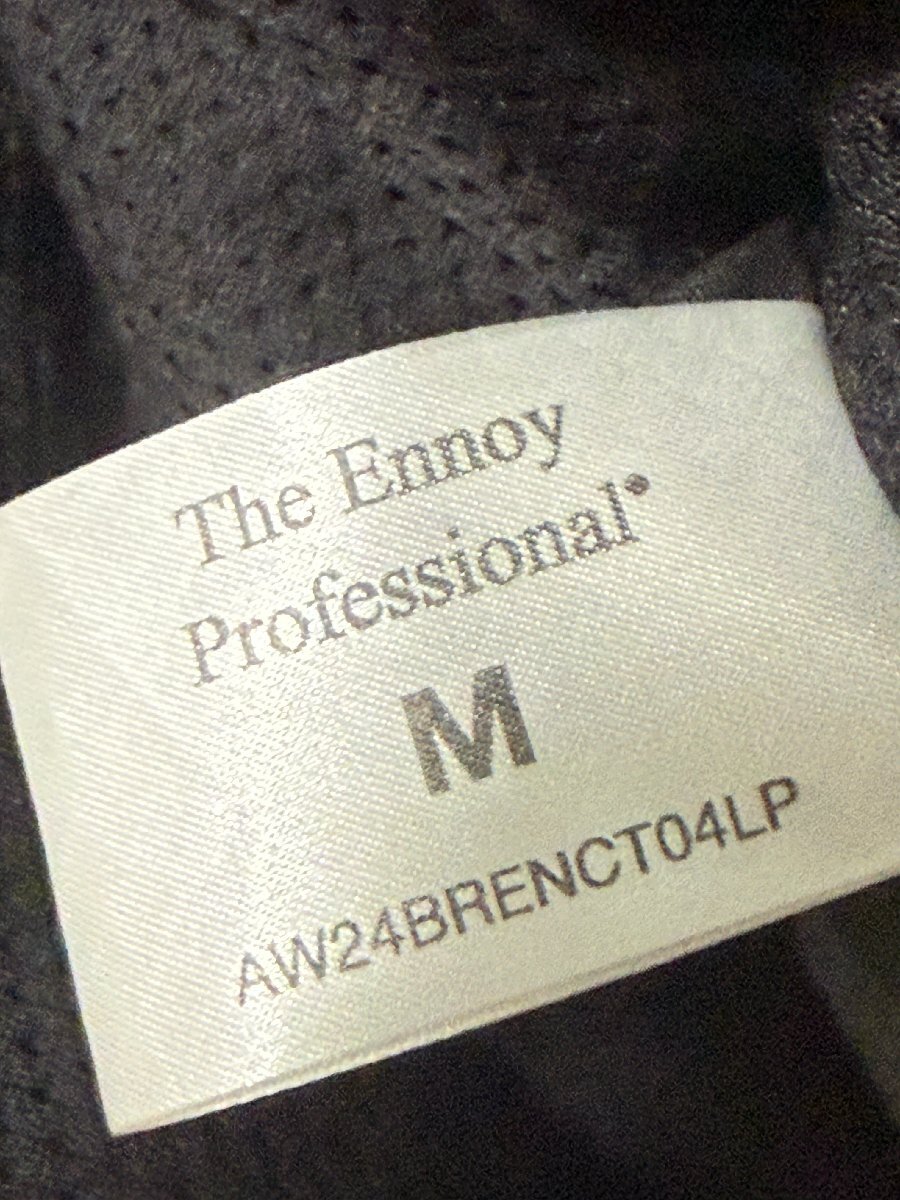 The Ennoy
Professional®
M
AW24BRENCT04LP